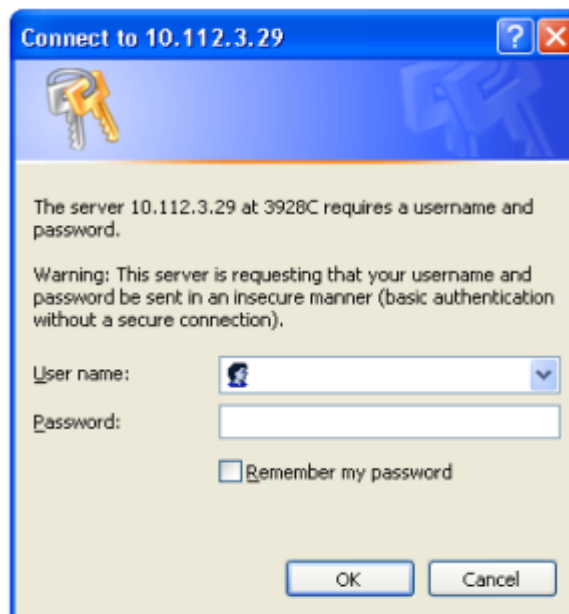 Connect to 10.112.3.29
The server 10.112.3.29 at 3928C requires a username and
password.
Warning: This server is requesting that your username and
password be sent in an insecure manner (basic authentication
without a secure connection).
User name:
Password:
Remember my password
OK Cancel